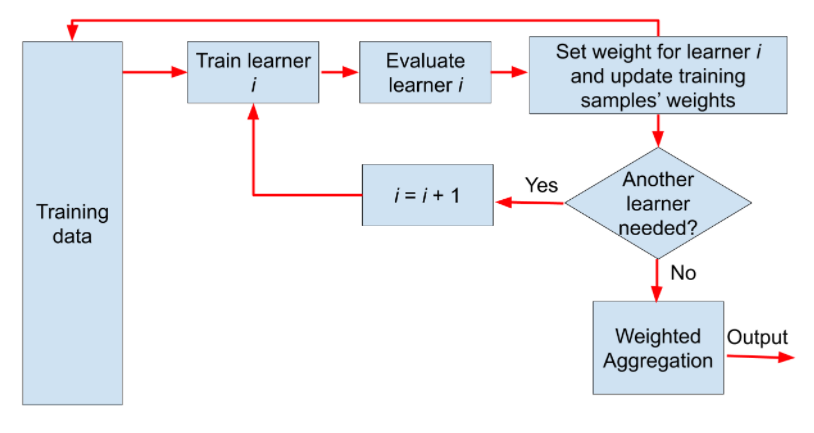 Train learner
i
Evaluate
learner i
Set weight for learner i
and update training
samples’ weights
Training
data
i = i + 1
Yes
Another
learner
needed?
No
Weighted
Aggregation
Output